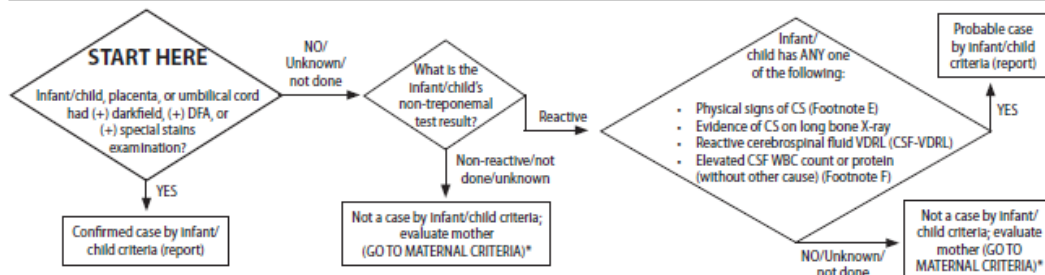 START HERE
Infant/child, placenta, or umbilical cord
had (+) darkfield, (+) DFA, or
(+) special stains
examination?
YES
Confirmed case by infant/
child criteria (report)
NO/
Unknown/
not done
What is the
infant/child's
non-treponemal
test result?
Non-reactive/not
done/unknown
Not a case by infant/child criteria;
evaluate mother
(GO TO MATERNAL CRITERIA)*
Reactive
Infant/
child has ANY one
of the following:
• Physical signs of CS (Footnote E)
• Evidence of CS on long bone X-ray
• Reactive cerebrospinal fluid VDRL (CSF-VDRL)
• Elevated CSF WBC count or protein
(without other cause) (Footnote F)
YES
Probable case
by infant/child
criteria (report)
NO/Unknown/
not done
Not a case by infant/
child criteria; evaluate
mother (GO TO
MATERNAL CRITERIA)*